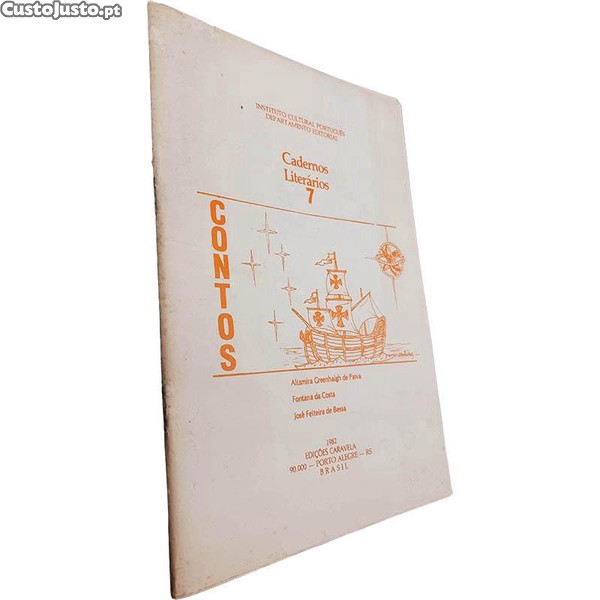 CustoJusto.pt
INSTITUTO CULTURAL PORTUGUÊS
DEPARTAMENTO EDITORIAL
Cadernos
Literários
7
CONTOS
Altamira Greenhalgh de Paiva
Fontana da Costa
José Feiteira de Bessa
1982
EDIÇÕES CARAVELA
90.000 — PORTO ALEGRE — RS
BRASIL